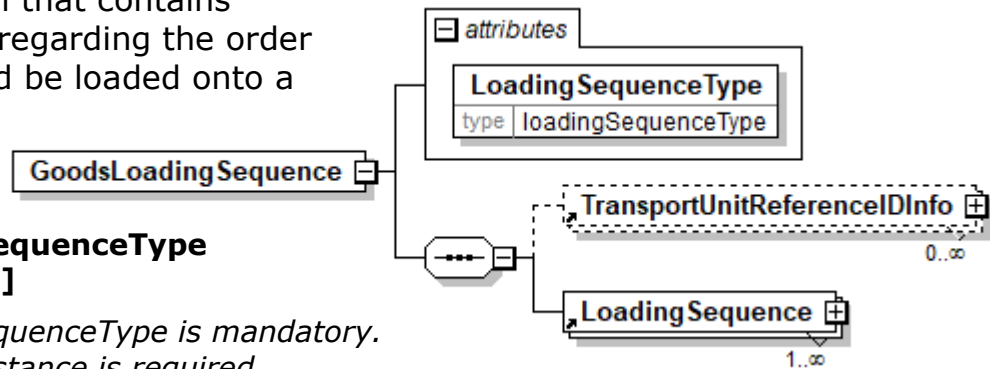 that contains
regarding the order
be loaded onto a
attributes
LoadingSequenceType
type loadingSequenceType
GoodsLoadingSequence
TransportUnitReferenceIDInfo
0..∞
equenceType
]
LoadingSequence
1..∞
quenceType is mandatory.
stance is required